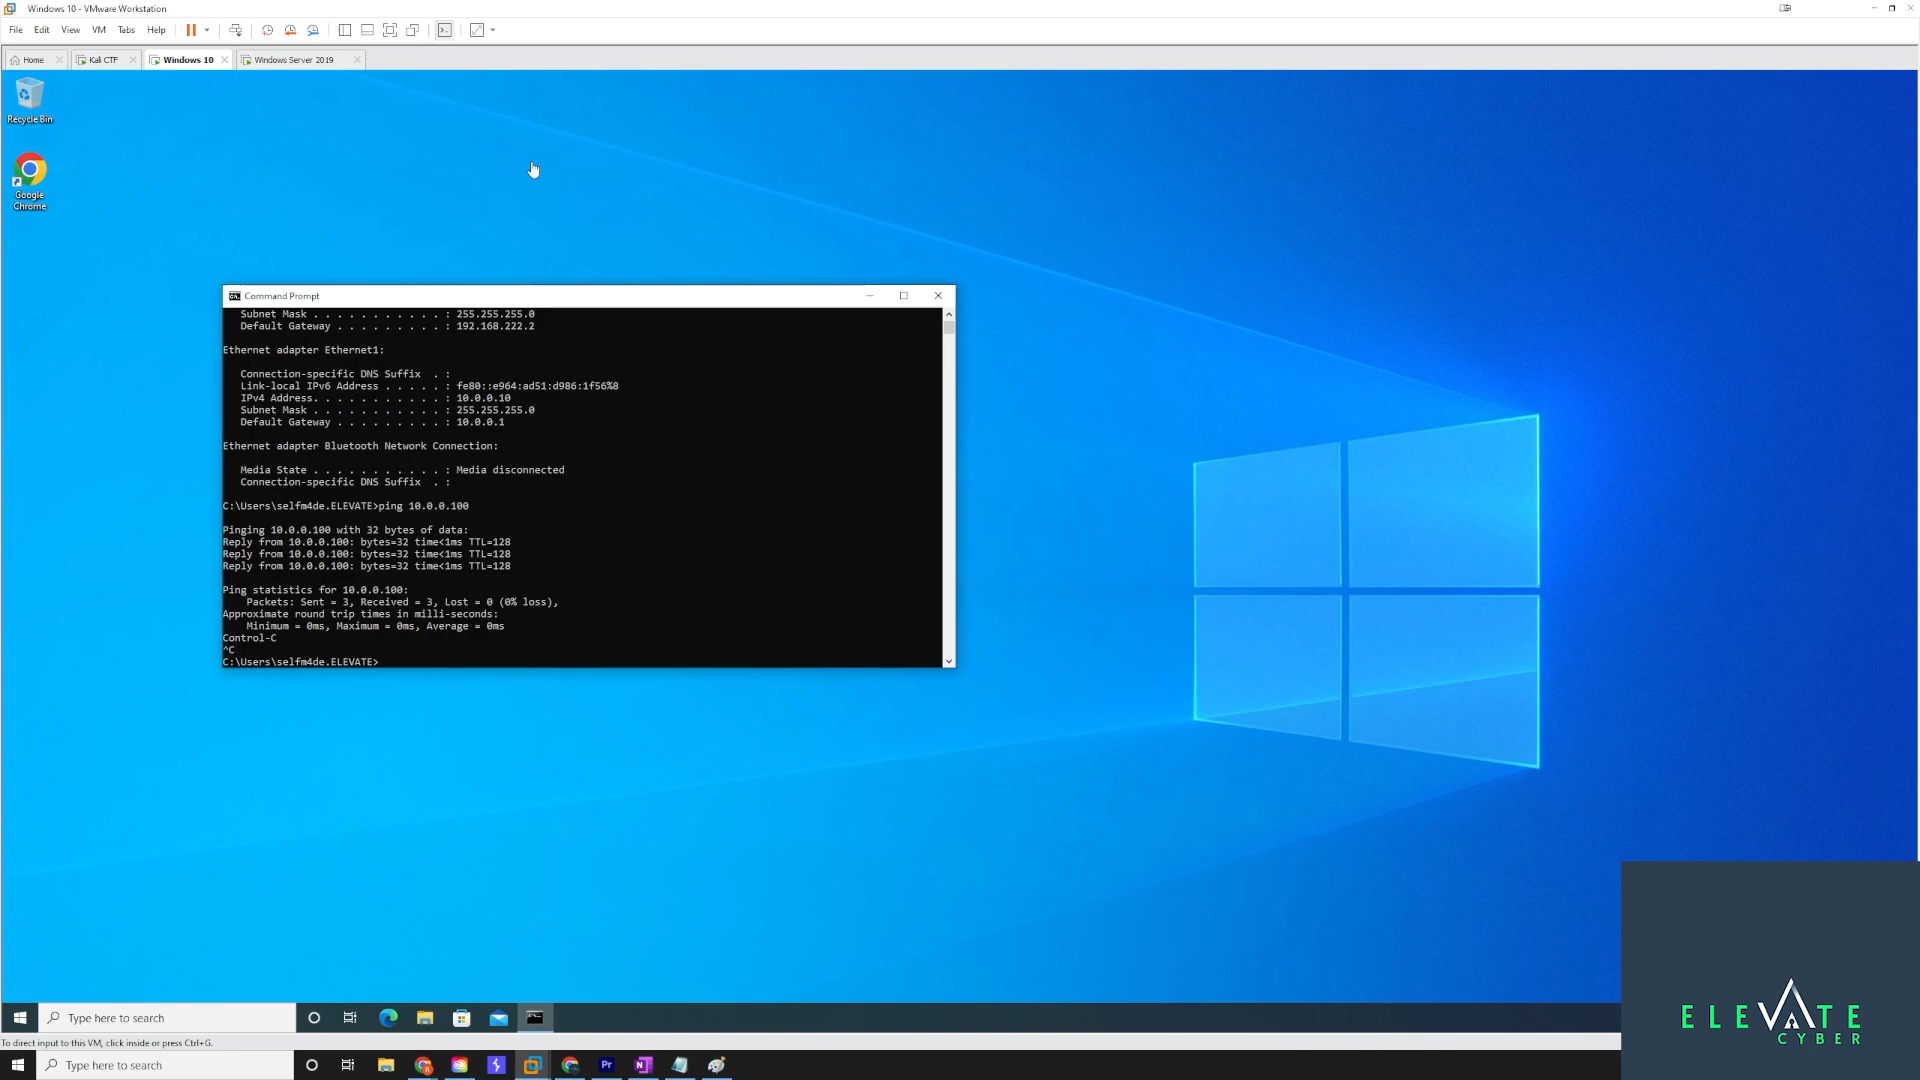 Windows 10 - VMware Workstation
File Edit View VM Tabs Help
Home Kali CTF Windows 10 Windows Server 2019
Recycle Bin
Google
Chrome
Command Prompt
Subnet Mask . . . . . . . . . . . : 255.255.255.0
Default Gateway . . . . . . . . . : 192.168.222.2
Ethernet adapter Ethernet1:
Connection-specific DNS Suffix  . :
Link-local IPv6 Address . . . . . : fe80::e964:ad51:d986:1f56%8
IPv4 Address. . . . . . . . . . . : 10.0.0.10
Subnet Mask . . . . . . . . . . . : 255.255.255.0
Default Gateway . . . . . . . . . : 10.0.0.1
Ethernet adapter Bluetooth Network Connection:
Media State . . . . . . . . . . . : Media disconnected
Connection-specific DNS Suffix  . :
C:\Users\selfm4de.ELEVATE>ping 10.0.0.100
Pinging 10.0.0.100 with 32 bytes of data:
Reply from 10.0.0.100: bytes=32 time<1ms TTL=128
Reply from 10.0.0.100: bytes=32 time<1ms TTL=128
Reply from 10.0.0.100: bytes=32 time<1ms TTL=128
Ping statistics for 10.0.0.100:
Packets: Sent = 3, Received = 3, Lost = 0 (0% loss),
Approximate round trip times in milli-seconds:
Minimum = 0ms, Maximum = 0ms, Average = 0ms
Control-C
^C
C:\Users\selfm4de.ELEVATE>
Type here to search
To direct input to this VM, click inside or press Ctrl+G.
Type here to search
Pr N
ELEVATE
CYBER